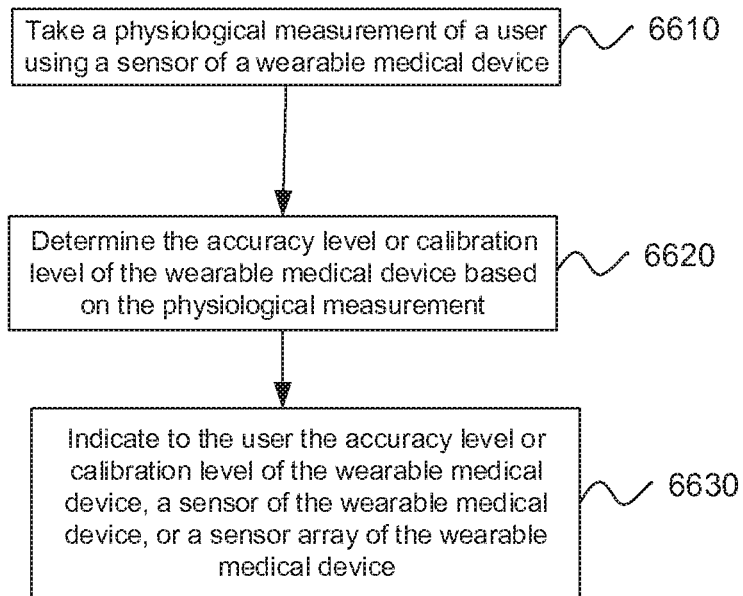 Take a physiological measurement of a user
using a sensor of a wearable medical device
6610
Determine the accuracy level or calibration
level of the wearable medical device based
on the physiological measurement
6620
Indicate to the user the accuracy level or
calibration level of the wearable medical
device, a sensor of the wearable medical
device, or a sensor array of the wearable
medical device
6630